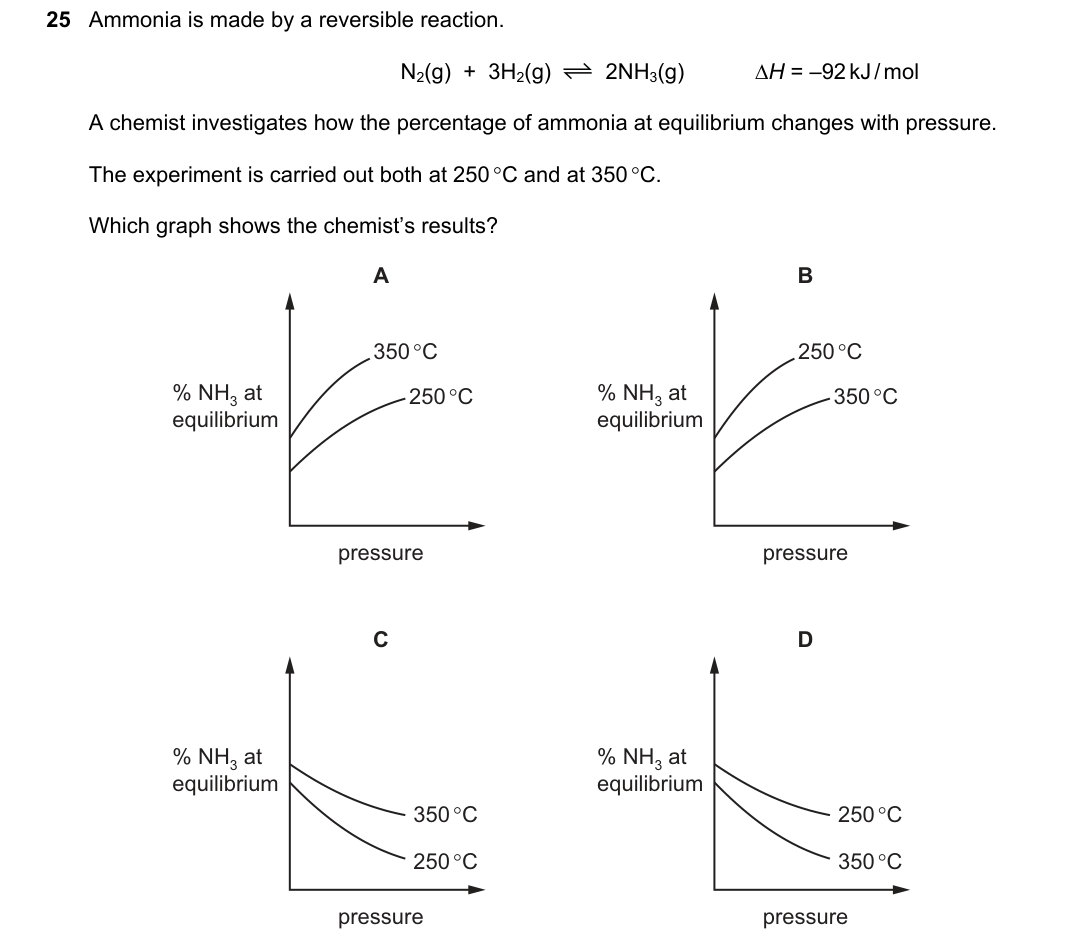 25 Ammonia is made by a reversible reaction.
N₂(g) + 3H₂(g) ⇌ 2NH₃(g) ΔH = –92 kJ/mol
A chemist investigates how the percentage of ammonia at equilibrium changes with pressure.
The experiment is carried out both at 250 °C and at 350 °C.
Which graph shows the chemist's results?
A
350 °C
250 °C
% NH₃ at
equilibrium
pressure
B
250 °C
350 °C
% NH₃ at
equilibrium
pressure
C
% NH₃ at
equilibrium
350 °C
250 °C
pressure
D
% NH₃ at
equilibrium
250 °C
350 °C
pressure